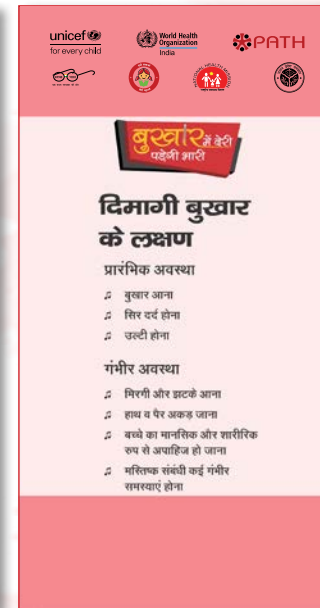 unicef
for every child
World Health
Organization
India
PATH
बुखार में देरी
पड़ेगी भारी
दिमागी बुखार
के लक्षण
प्रारंभिक अवस्था
बुखार आना
सिर दर्द होना
उल्टी होना
गंभीर अवस्था
मिरगी और झटके आना
हाथ व पैर अकड़ जाना
बच्चे का मानसिक और शारीरिक
रुप से अपाहिज हो जाना
मस्तिष्क संबंधी कई गंभीर
समस्याएं होना